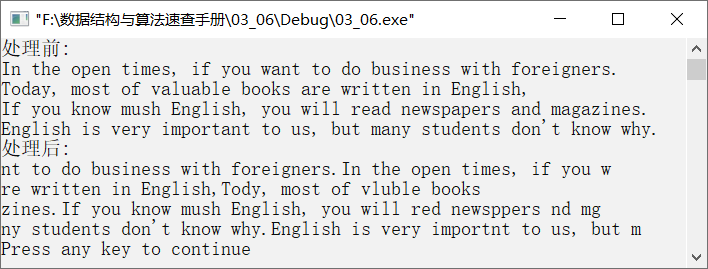 "F:\数据结构与算法速查手册\03_06\Debug\03_06.exe"
处理前:
In the open times, if you want to do business with foreigners.
Today, most of valuable books are written in English,
If you know mush English, you will read newspapers and magazines.
English is very important to us, but many students don't know why.
处理后:
nt to do business with foreigners.In the open times, if you w
re written in English,Tody, most of vluble books
zines.If you know mush English, you will red newsppers nd mg
ny students don't know why.English is very importnt to us, but m
Press any key to continue